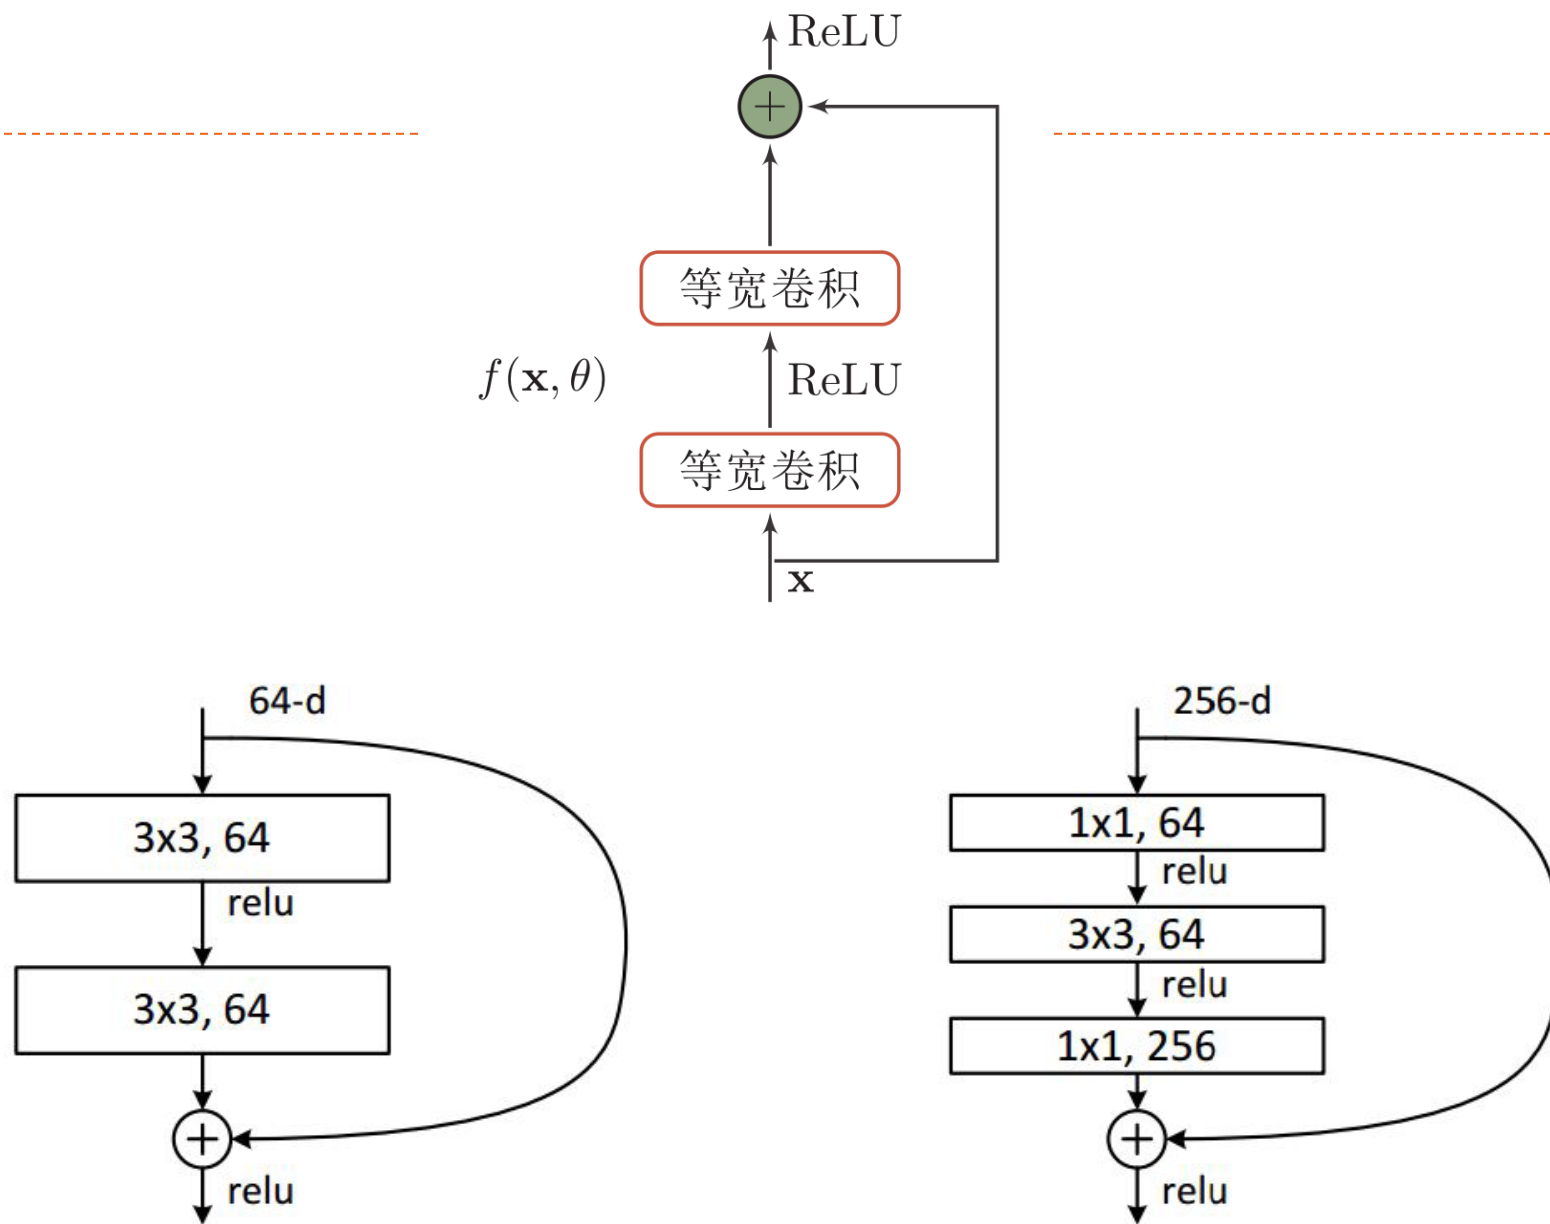 ReLU
+
等宽卷积
f(x, θ)
ReLU
等宽卷积
x
64-d
3x3, 64
relu
3x3, 64
+
relu
256-d
1x1, 64
relu
3x3, 64
relu
1x1, 256
+
relu